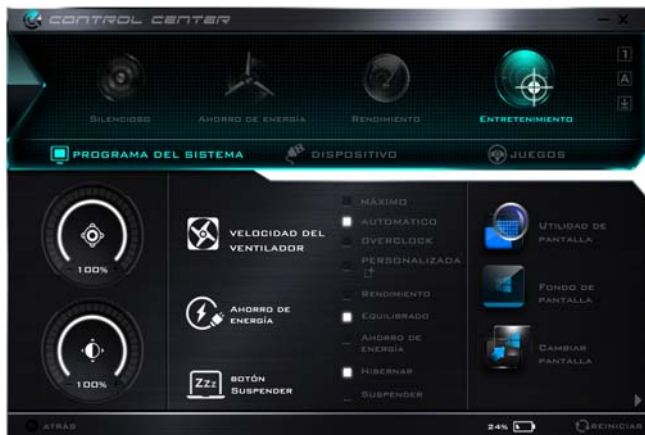 CONTROL CENTER
SILENCIOSO
AHORRO DE ENERGÍA
RENDIMIENTO
ENTRETENIMIENTO
1
A
PROGRAMA DEL SISTEMA
DISPOSITIVO
JUEGOS
100%
VELOCIDAD DEL
VENTILADOR
MÁXIMO
AUTOMÁTICO
OVERCLOCK
PERSONALIZADA
UTILIDAD DE
PANTALLA
AHORRO DE
ENERGÍA
RENDIMIENTO
EQUILIBRADO
AHORRO DE
ENERGÍA
FONDO DE
PANTALLA
100%
ZZZ
BOTÓN
SUSPENDER
HIBERNAR
SUSPENDER
CAMBIAR
PANTALLA
ATRÁS
24%
REINICIAR